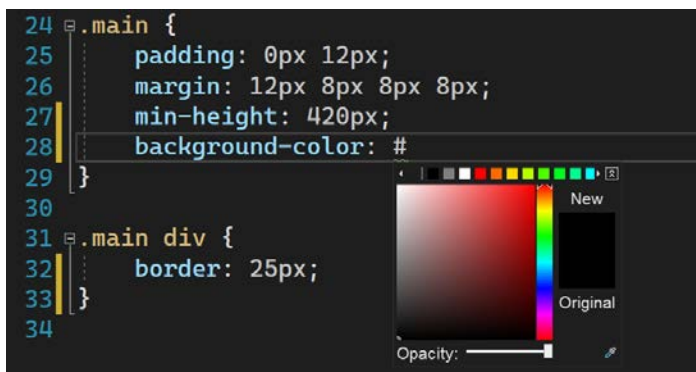 24 .main {
25 padding: 0px 12px;
26 margin: 12px 8px 8px 8px;
27 min-height: 420px;
28 background-color: #
29 }
New
30
31 .main div {
32 border: 25px;
33 }
Original
34
Opacity: